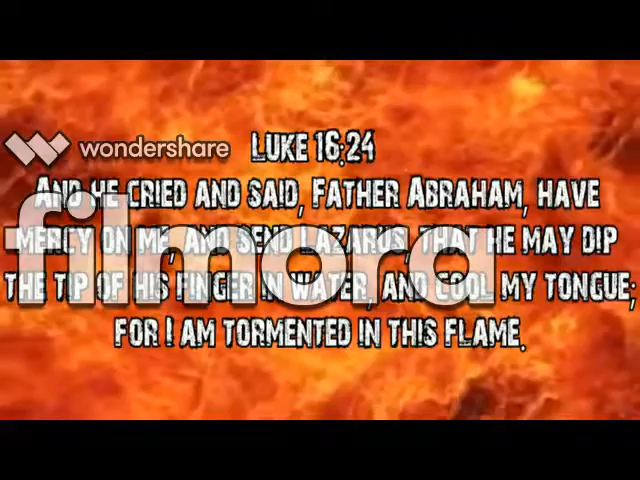 wondershare
LUKE 16:24
AND HE CRIED AND SAID, FATHER ABRAHAM, HAVE
MERCY ON ME, AND SEND LAZARUS, THAT HE MAY DIP
THE TIP OF HIS FINGER IN WATER, AND COOL MY TONGUE;
FOR I AM TORMENTED IN THIS FLAME.
filmora